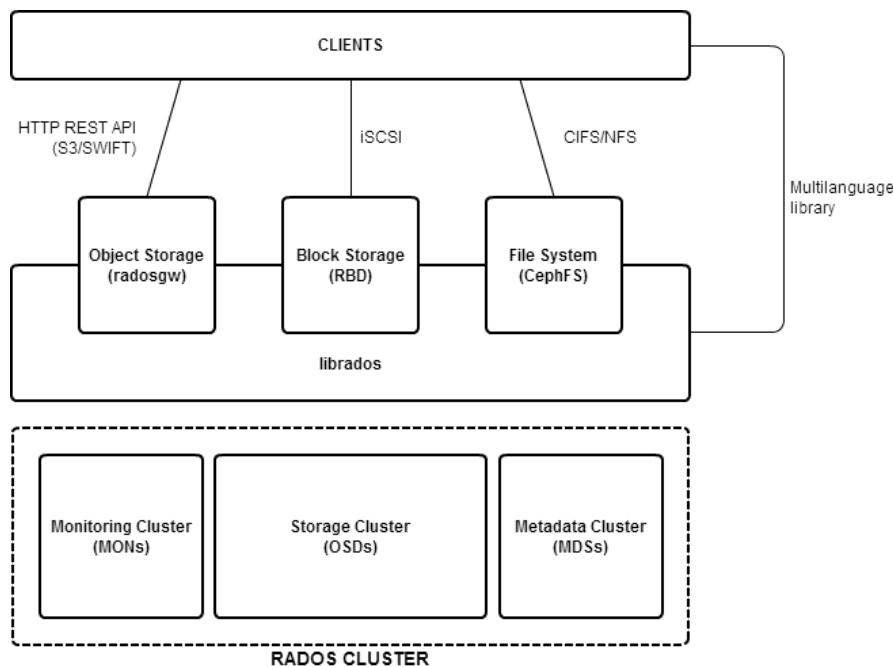 CLIENTS
HTTP REST API
(S3/SWIFT)
iSCSI
CIFS/NFS
Multilanguage
library
Object Storage
(radosgw)
Block Storage
(RBD)
File System
(CephFS)
librados
Monitoring Cluster
(MONs)
Storage Cluster
(OSDs)
Metadata Cluster
(MDSs)
RADOS CLUSTER